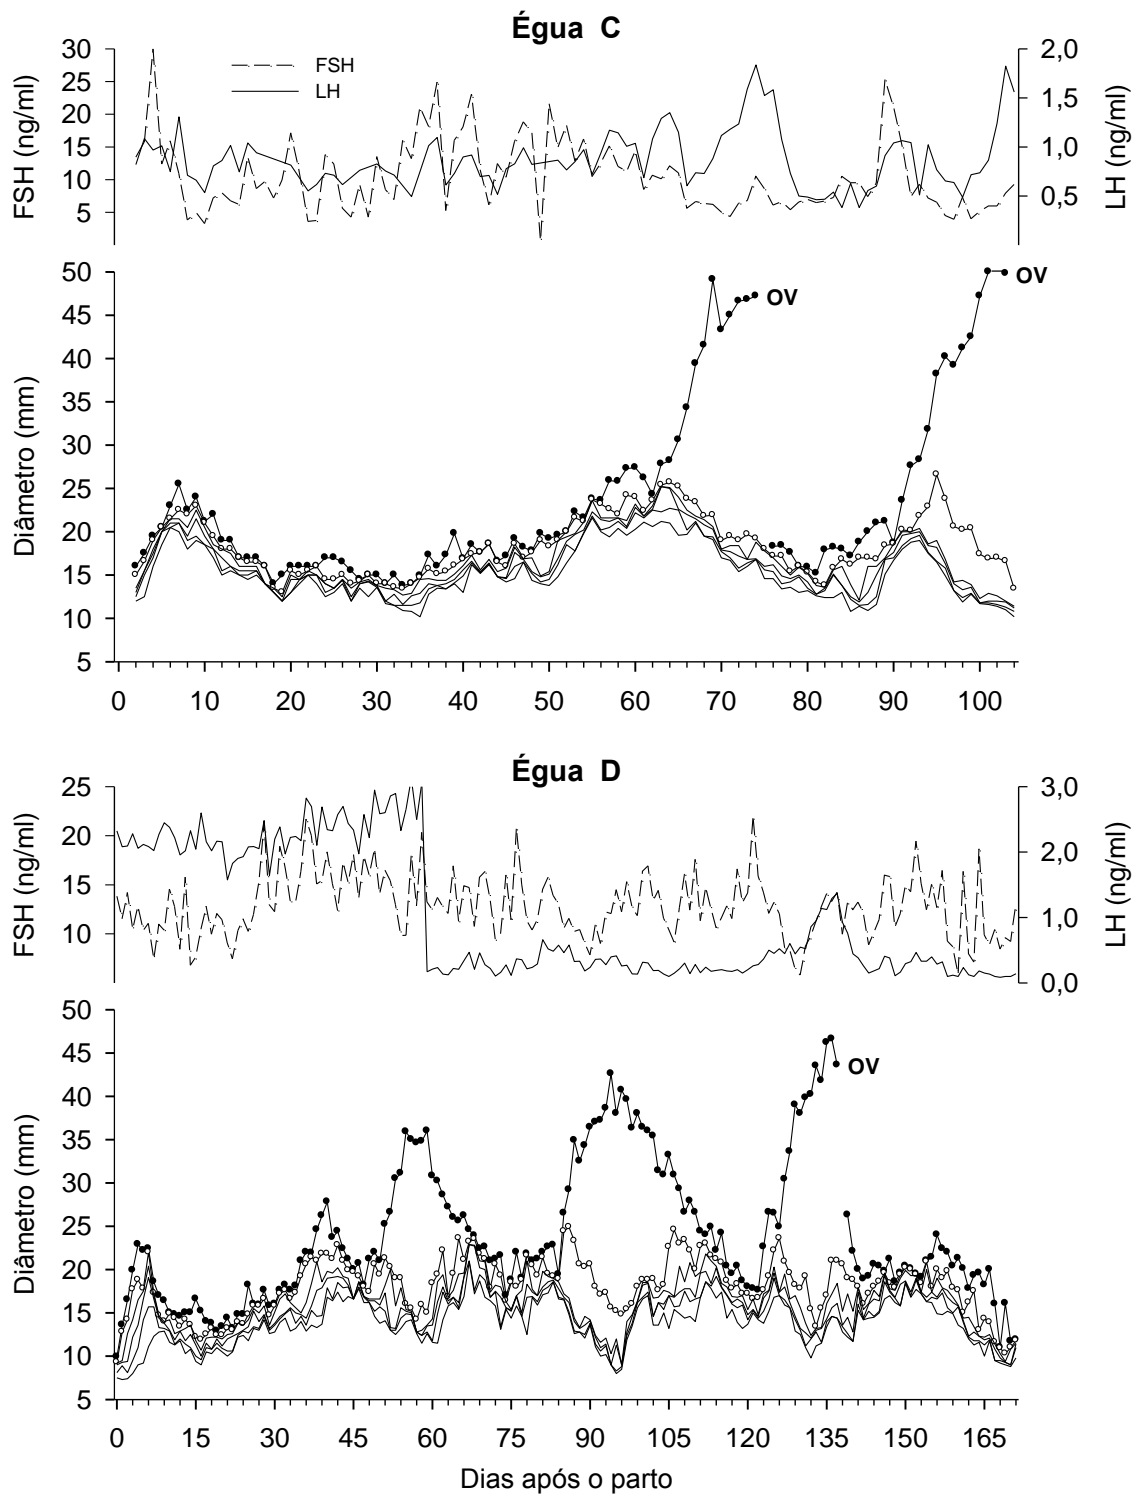 Égua C
FSH (ng/ml)
30
25
20
15
10
5
FSH
LH
2,0
1,5
1,0
0,5
LH (ng/ml)
Diâmetro (mm)
50
45
40
35
30
25
20
15
10
5
OV
OV
0 10 20 30 40 50 60 70 80 90 100
Égua D
FSH (ng/ml)
25
20
15
10
3,0
2,0
1,0
0,0
LH (ng/ml)
Diâmetro (mm)
50
45
40
35
30
25
20
15
10
5
OV
0 15 30 45 60 75 90 105 120 135 150 165
Dias após o parto